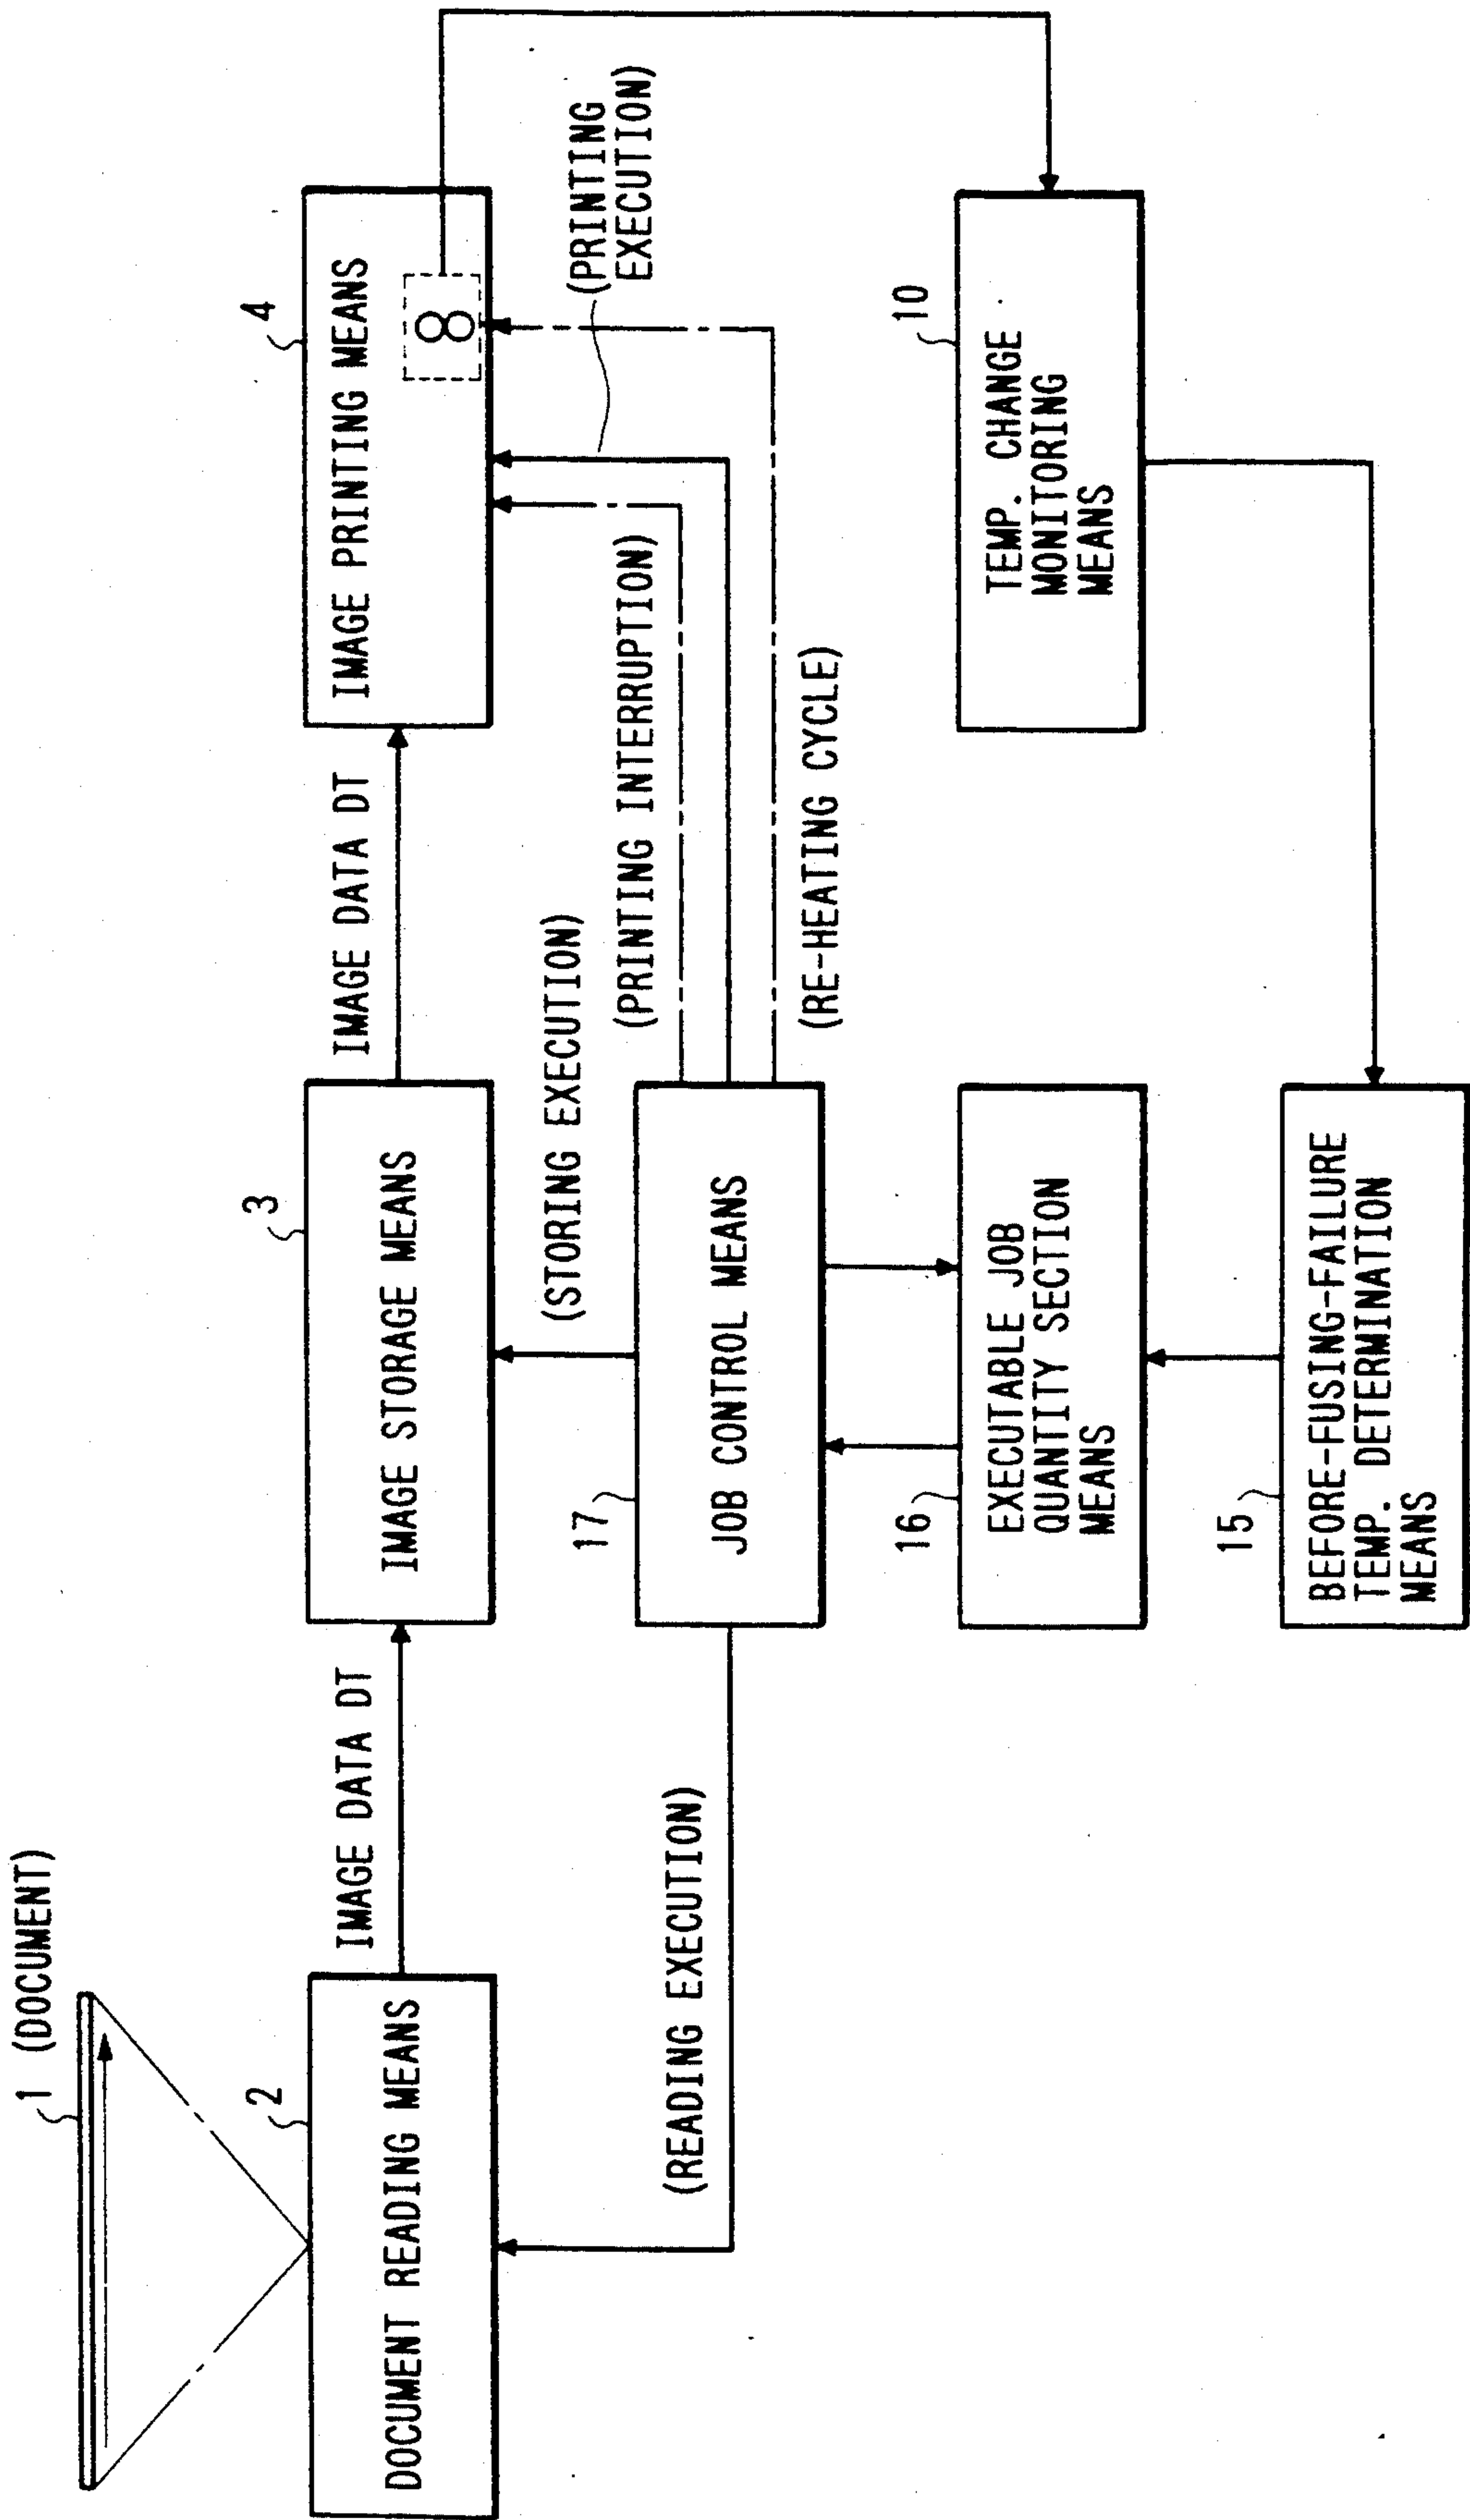 1 (DOCUMENT)
2
DOCUMENT READING MEANS
IMAGE DATA DT
3
IMAGE STORAGE MEANS
IMAGE DATA DT
4
IMAGE PRINTING MEANS
8
(READING EXECUTION)
17
JOB CONTROL MEANS
(STORING EXECUTION)
(PRINTING INTERRUPTION)
(PRINTING
EXECUTION)
(RE-HEATING CYCLE)
16
EXECUTABLE JOB
QUANTITY SECTION
MEANS
10
TEMP. CHANGE
MONITORING
MEANS
15
BEFORE-FUSING-FAILURE
TEMP. DETERMINATION
MEANS